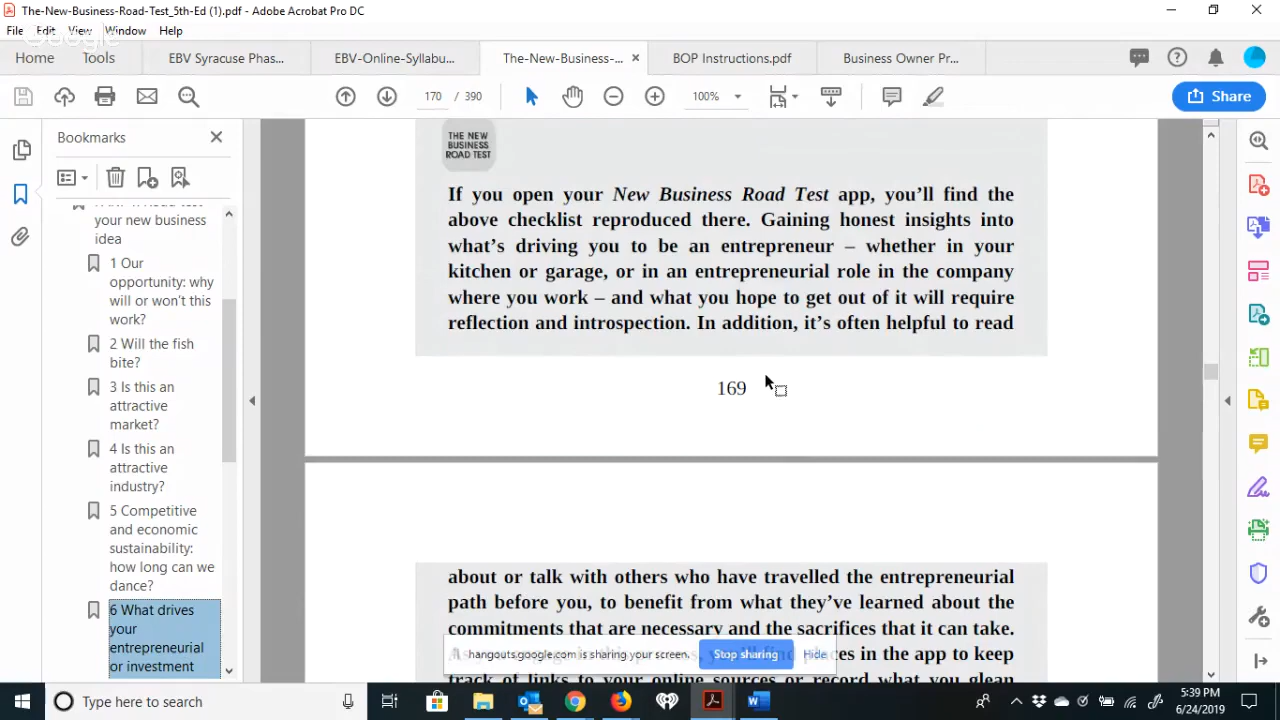 The-New-Business-Road-Test_5th-Ed (1).pdf - Adobe Acrobat Pro DC
File Edit View Window Help
Google
Home Tools EBV Syracuse Phas... EBV-Online-Syllabu... The-New-Business-... BOP Instructions.pdf Business Owner Pr...
170 / 390 100% Share
Bookmarks
your new business
idea
1 Our
opportunity: why
will or won't this
work?
2 Will the fish
bite?
3 Is this an
attractive
market?
4 Is this an
attractive
industry?
5 Competitive
and economic
sustainability:
how long can we
dance?
6 What drives
your
entrepreneurial
or investment
THE NEW
BUSINESS
ROAD TEST
If you open your New Business Road Test app, you'll find the
above checklist reproduced there. Gaining honest insights into
what's driving you to be an entrepreneur – whether in your
kitchen or garage, or in an entrepreneurial role in the company
where you work – and what you hope to get out of it will require
reflection and introspection. In addition, it's often helpful to read
169
about or talk with others who have travelled the entrepreneurial
path before you, to benefit from what they've learned about the
commitments that are necessary and the sacrifices that it can take.
places in the app to keep
track of links to your online sources or record what you glean
hangouts.google.com is sharing your screen. Stop sharing Hide
Type here to search
5:39 PM
6/24/2019